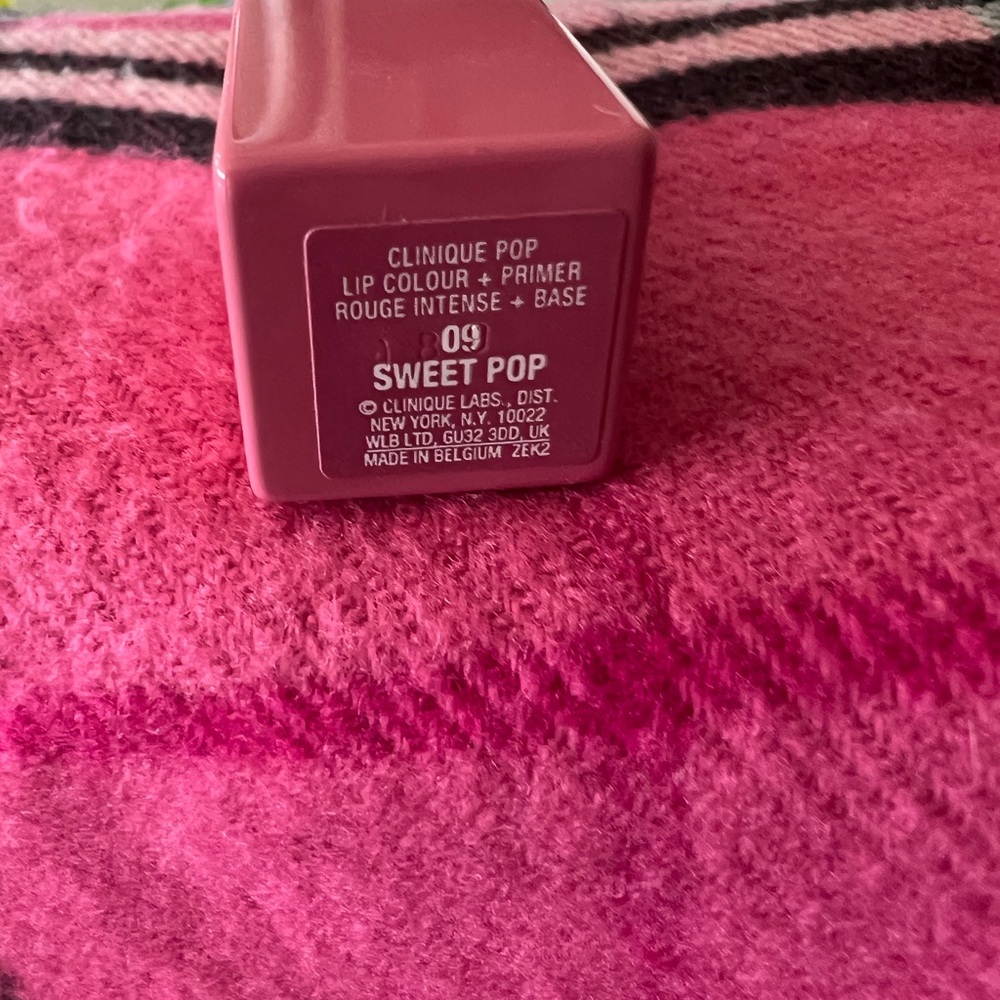 CLINIQUE POP
LIP COLOUR + PRIMER
ROUGE INTENSE + BASE
09
SWEET POP
© CLINIQUE LABS., DIST.
NEW YORK, N.Y. 10022
WLB LTD, GU32 3DD, UK
MADE IN BELGIUM ZEK2